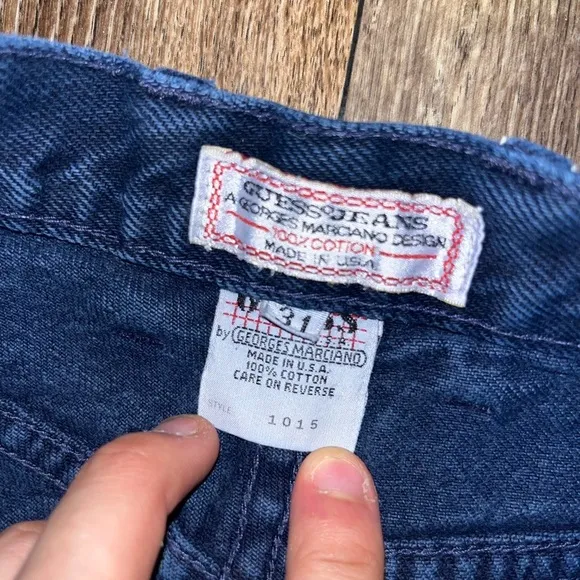 GUESS JEANS
A GEORGES MARCIANO DESIGN
100% COTTON
MADE IN U.S.A.
31
U.S.A.
by GEORGES MARCIANO
MADE IN U.S.A.
100% COTTON
CARE ON REVERSE
STYLE 1015